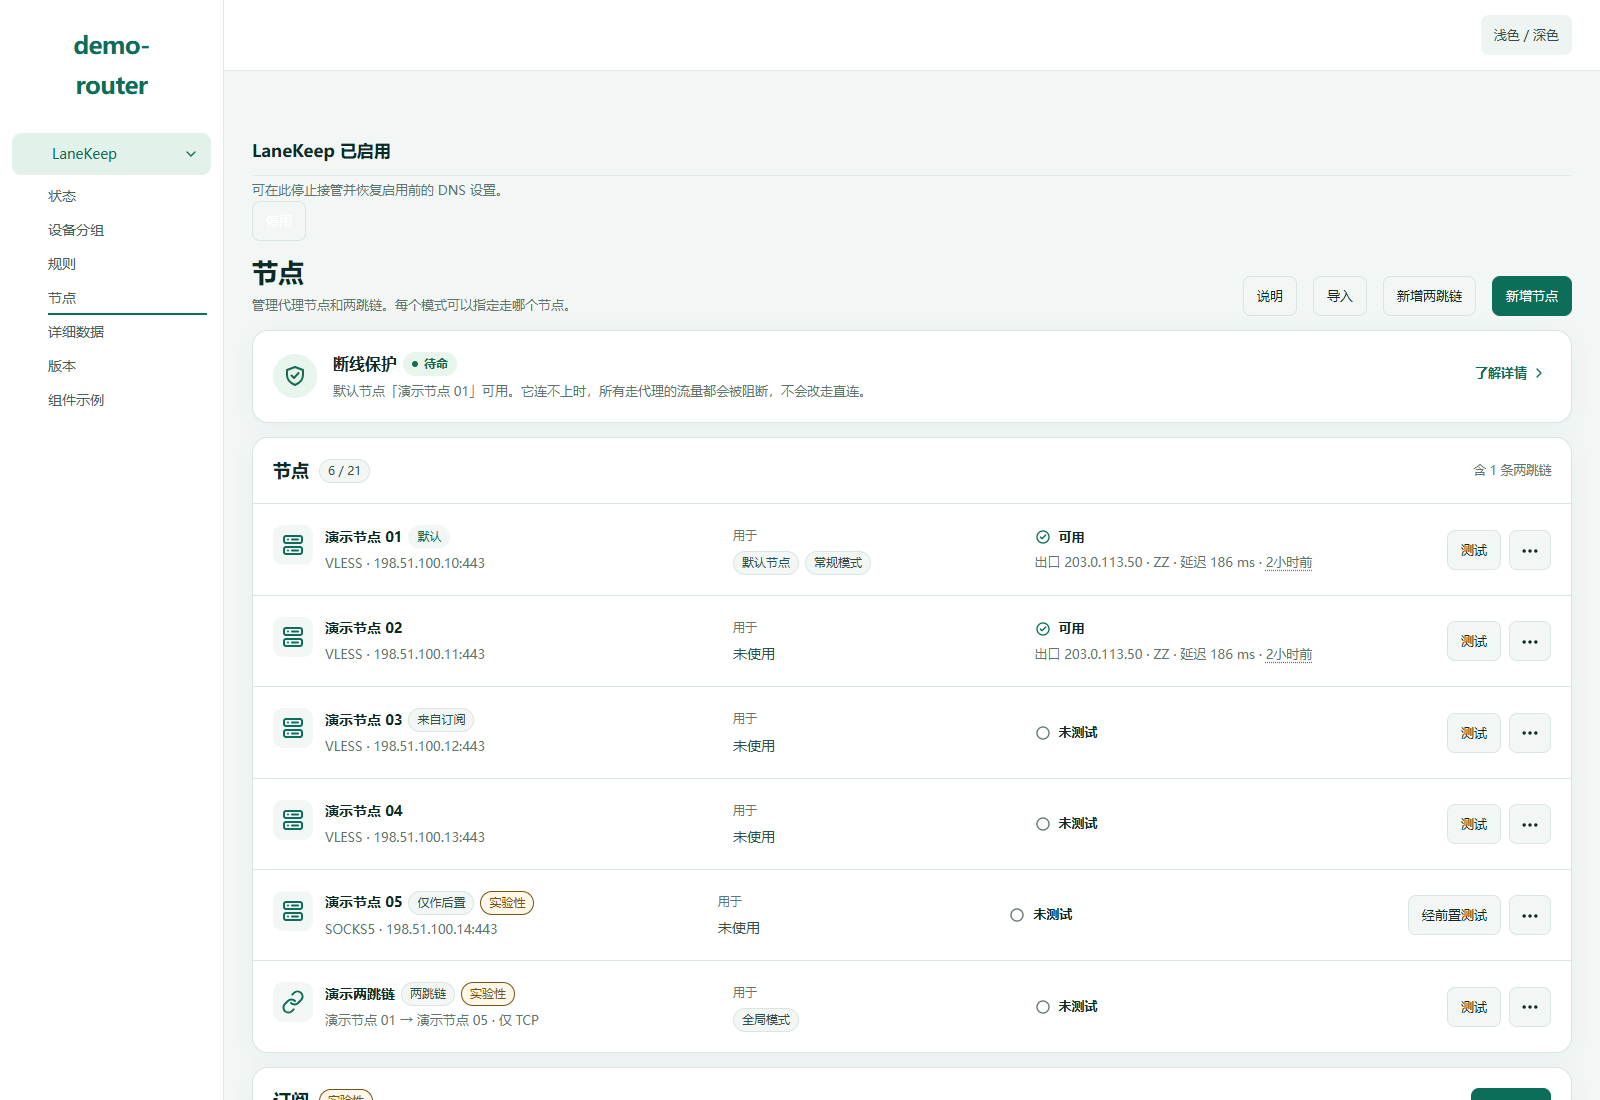 demo-
router
浅色 / 深色
LaneKeep
状态
设备分组
规则
节点
详细数据
版本
组件示例
LaneKeep 已启用
可在此停止接管并恢复启用前的 DNS 设置。
停用
节点
管理代理节点和两跳链。每个模式可以指定走哪个节点。
说明
导入
新增两跳链
新增节点
断线保护 待命
默认节点「演示节点 01」可用。它连不上时，所有走代理的流量都会被阻断，不会改走直连。
了解详情
节点 6 / 21
含 1 条两跳链
演示节点 01 默认
VLESS · 198.51.100.10:443
用于
默认节点 常规模式
可用
出口 203.0.113.50 · ZZ · 延迟 186 ms · 2小时前
测试
演示节点 02
VLESS · 198.51.100.11:443
用于
未使用
可用
出口 203.0.113.50 · ZZ · 延迟 186 ms · 2小时前
测试
演示节点 03 来自订阅
VLESS · 198.51.100.12:443
用于
未使用
未测试
测试
演示节点 04
VLESS · 198.51.100.13:443
用于
未使用
未测试
测试
演示节点 05 仅作后置 实验性
SOCKS5 · 198.51.100.14:443
用于
未使用
未测试
经前置测试
演示两跳链 两跳链 实验性
演示节点 01 → 演示节点 05 · 仅 TCP
用于
全局模式
未测试
测试
订阅 实验性